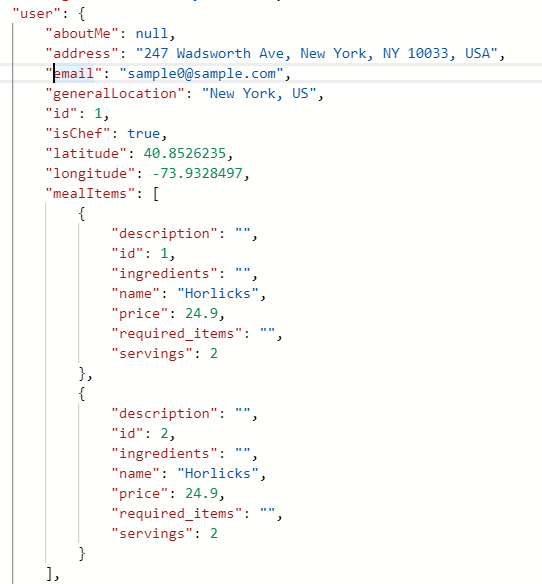 "user": {
"aboutMe": null,
"address": "247 Wadsworth Ave, New York, NY 10033, USA",
"email": "sample0@sample.com",
"generalLocation": "New York, US",
"id": 1,
"isChef": true,
"latitude": 40.8526235,
"longitude": -73.9328497,
"mealItems": [
{
"description": "",
"id": 1,
"ingredients": "",
"name": "Horlicks",
"price": 24.9,
"required_items": "",
"servings": 2
},
{
"description": "",
"id": 2,
"ingredients": "",
"name": "Horlicks",
"price": 24.9,
"required_items": "",
"servings": 2
}
],